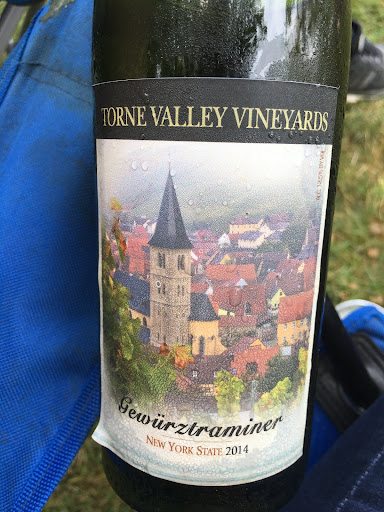 TORNE VALLEY VINEYARDS
Gewürztraminer
NEW YORK STATE 2014